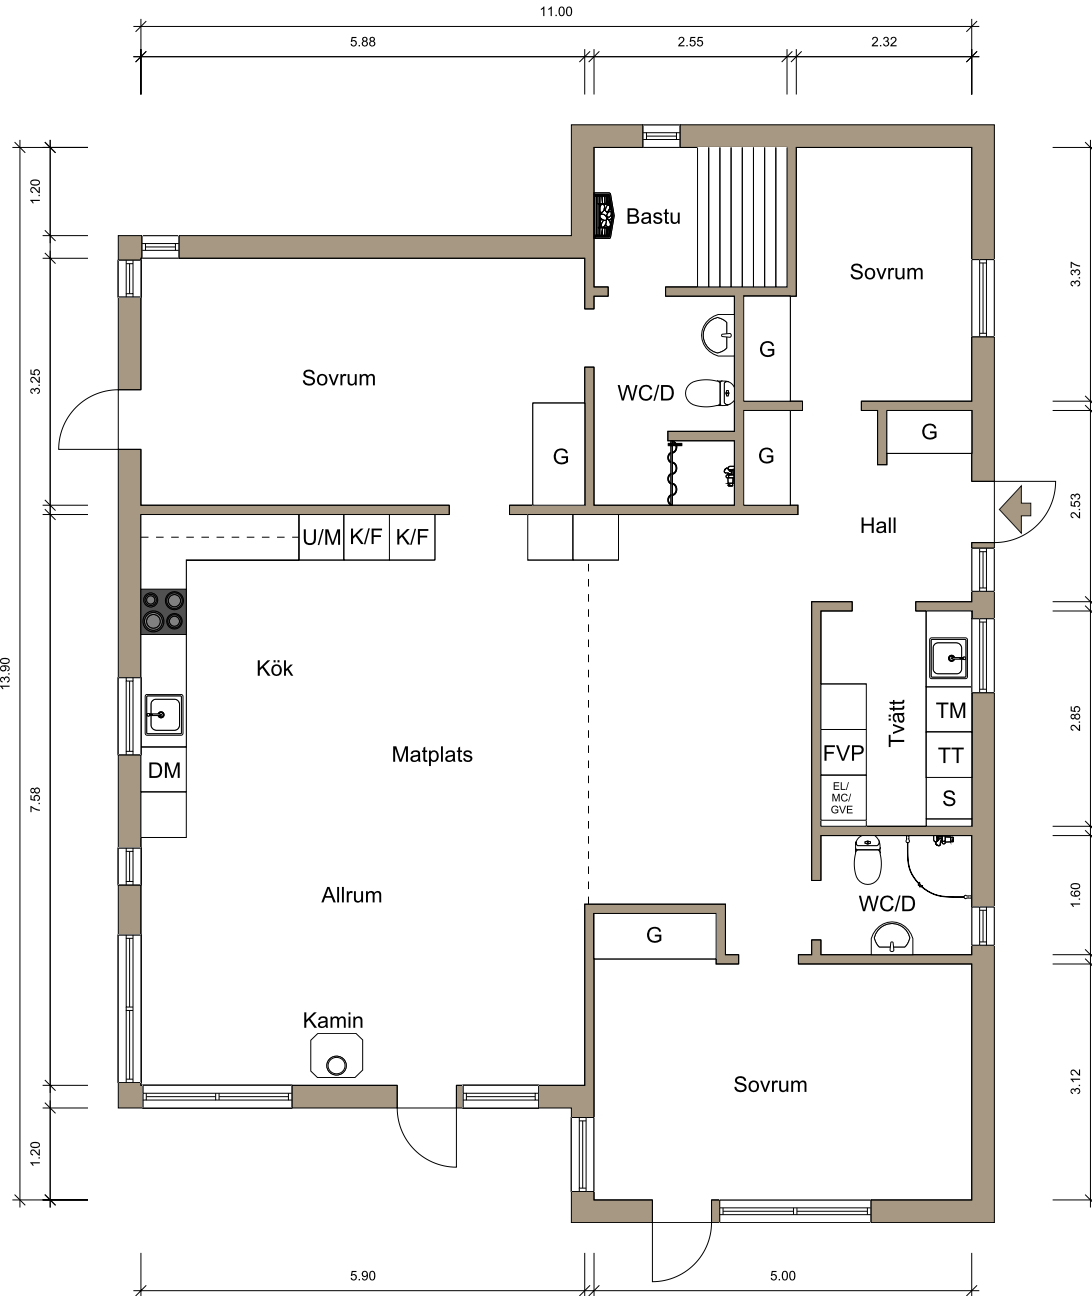 11.00
5.88
2.55
2.32
1.20
Bastu
Sovrum
3.37
G
Sovrum
WC/D
3.25
G
G
G
2.53
Hall
U/M
K/F
K/F
13.90
Kök
Matplats
Tvätt
TM
FVP
TT
EL/
MC/
GVE
S
2.85
DM
7.58
Allrum
WC/D
1.60
G
Kamin
Sovrum
3.12
1.20
5.90
5.00